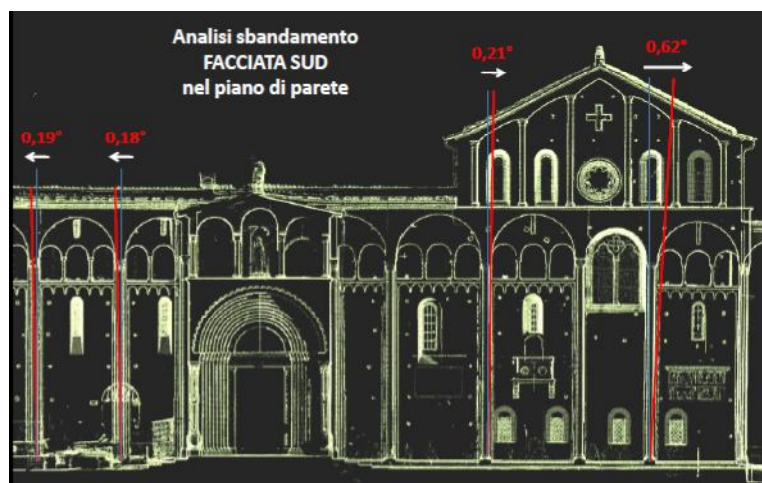 Analisi sbandamento
FACCIATA SUD
nel piano di parete
0,21°
0,62°
0,19°
0,18°